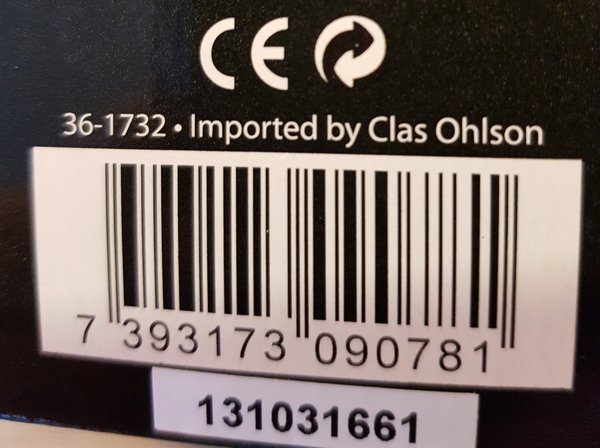 CE
36-1732 • Imported by Clas Ohlson
7 393173 090781
131031661